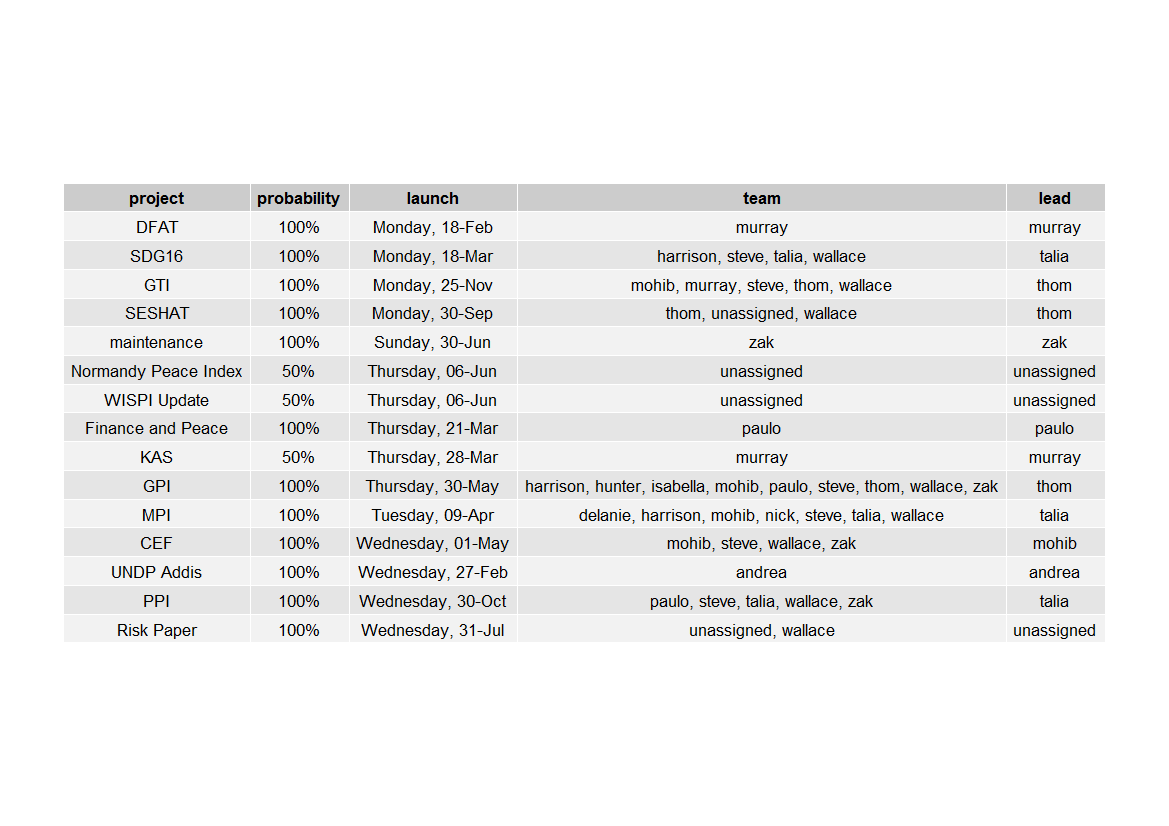 project probability launch team lead
DFAT 100% Monday, 18-Feb murray murray
SDG16 100% Monday, 18-Mar harrison, steve, talia, wallace talia
GTI 100% Monday, 25-Nov mohib, murray, steve, thom, wallace thom
SESHAT 100% Monday, 30-Sep thom, unassigned, wallace thom
maintenance 100% Sunday, 30-Jun zak zak
Normandy Peace Index 50% Thursday, 06-Jun unassigned unassigned
WISPI Update 50% Thursday, 06-Jun unassigned unassigned
Finance and Peace 100% Thursday, 21-Mar paulo paulo
KAS 50% Thursday, 28-Mar murray murray
GPI 100% Thursday, 30-May harrison, hunter, isabella, mohib, paulo, steve, thom, wallace, zak thom
MPI 100% Tuesday, 09-Apr delanie, harrison, mohib, nick, steve, talia, wallace talia
CEF 100% Wednesday, 01-May mohib, steve, wallace, zak mohib
UNDP Addis 100% Wednesday, 27-Feb andrea andrea
PPI 100% Wednesday, 30-Oct paulo, steve, talia, wallace, zak talia
Risk Paper 100% Wednesday, 31-Jul unassigned, wallace unassigned